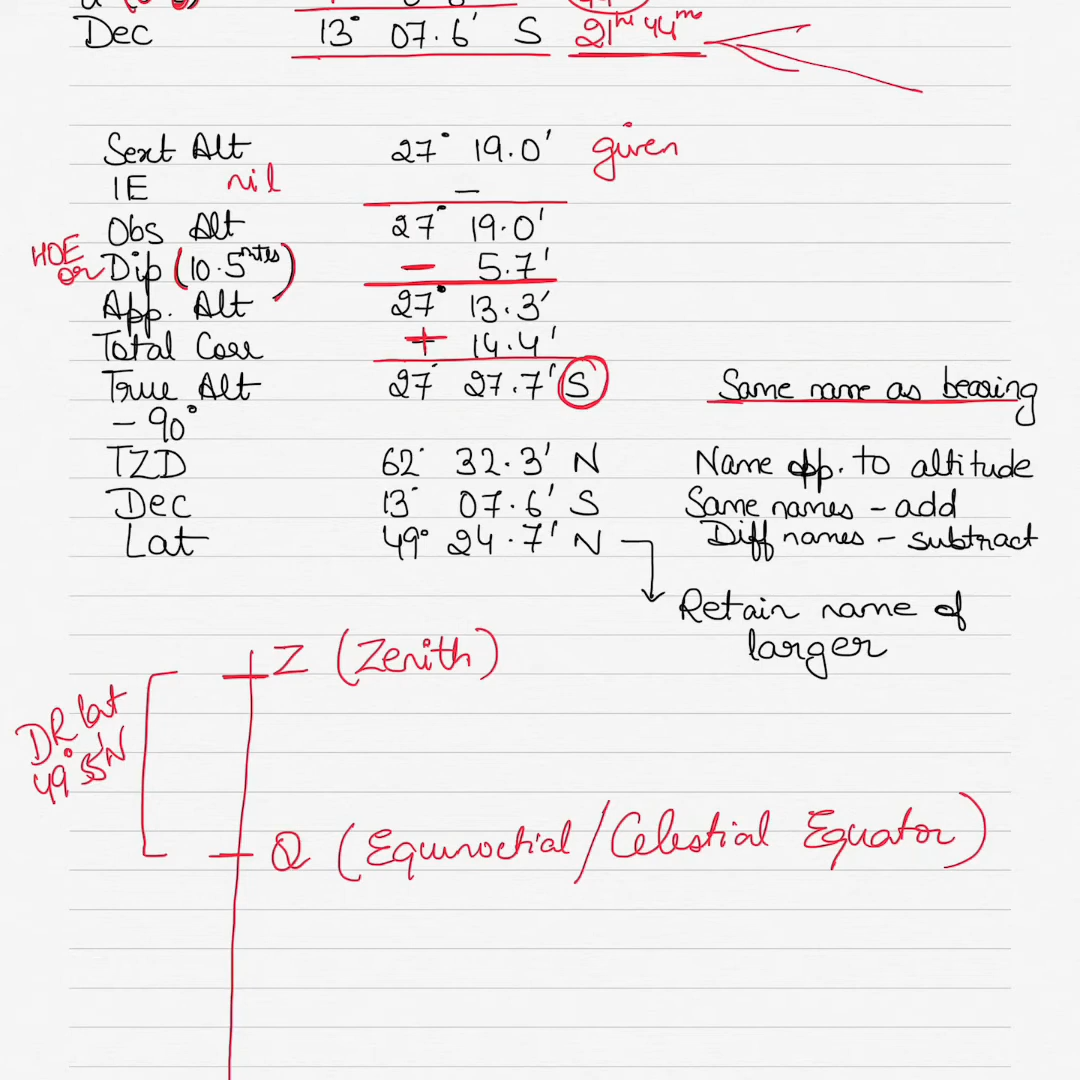 Dec 13° 07.6' S 21hr 44m
Sext Alt 27° 19.0' given
IE nil –
Obs Alt 27° 19.0'
HOE
or Dip (10.5mtrs) – 5.7'
App. Alt 27° 13.3'
Total Corr + 14.4'
True Alt 27° 27.7' S Same name as bearing
- 90°
TZD 62° 32.3' N Name opp. to altitude
Dec 13° 07.6' S Same names - add
Lat 49° 24.7' N Diff names - subtract
Retain name of
larger
Z (Zenith)
DR lat
49° 55' N
Q (Equinoctial/Celestial Equator)